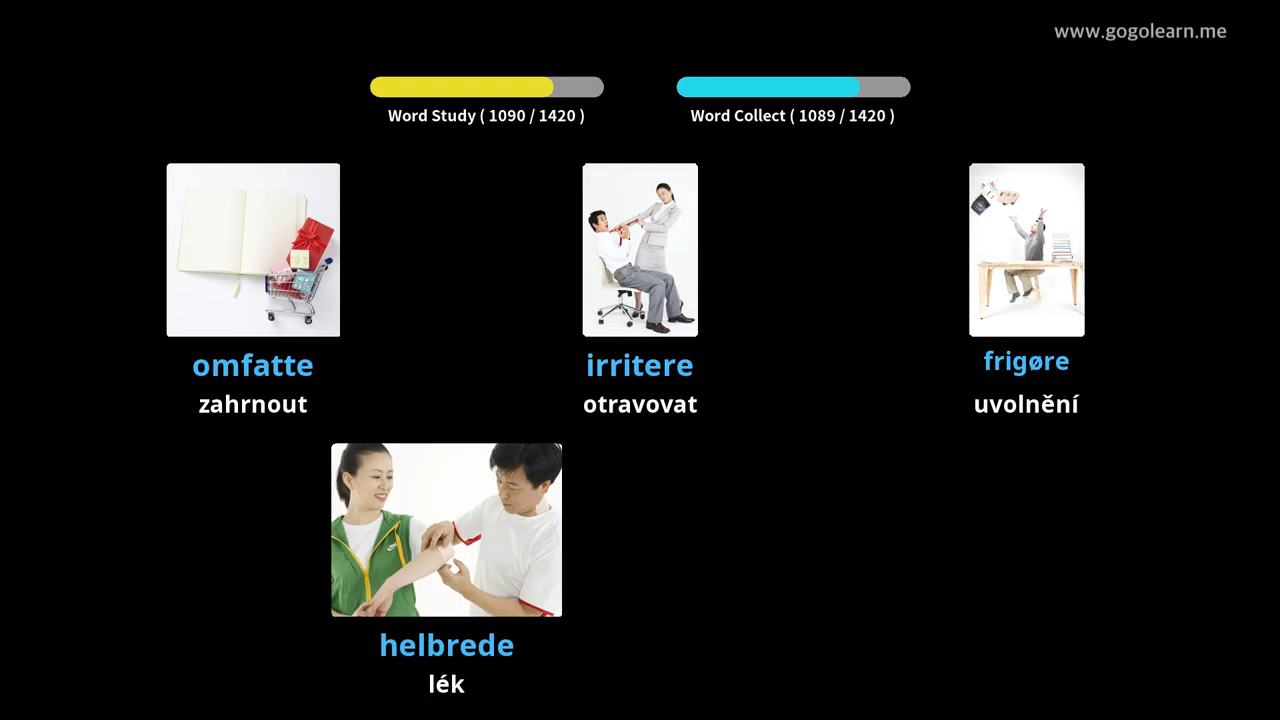 www.gogolearn.me
Word Study ( 1090 / 1420 )
Word Collect ( 1089 / 1420 )
omfatte
irritere
frigøre
zahrnout
otravovat
uvolnění
helbrede
lék